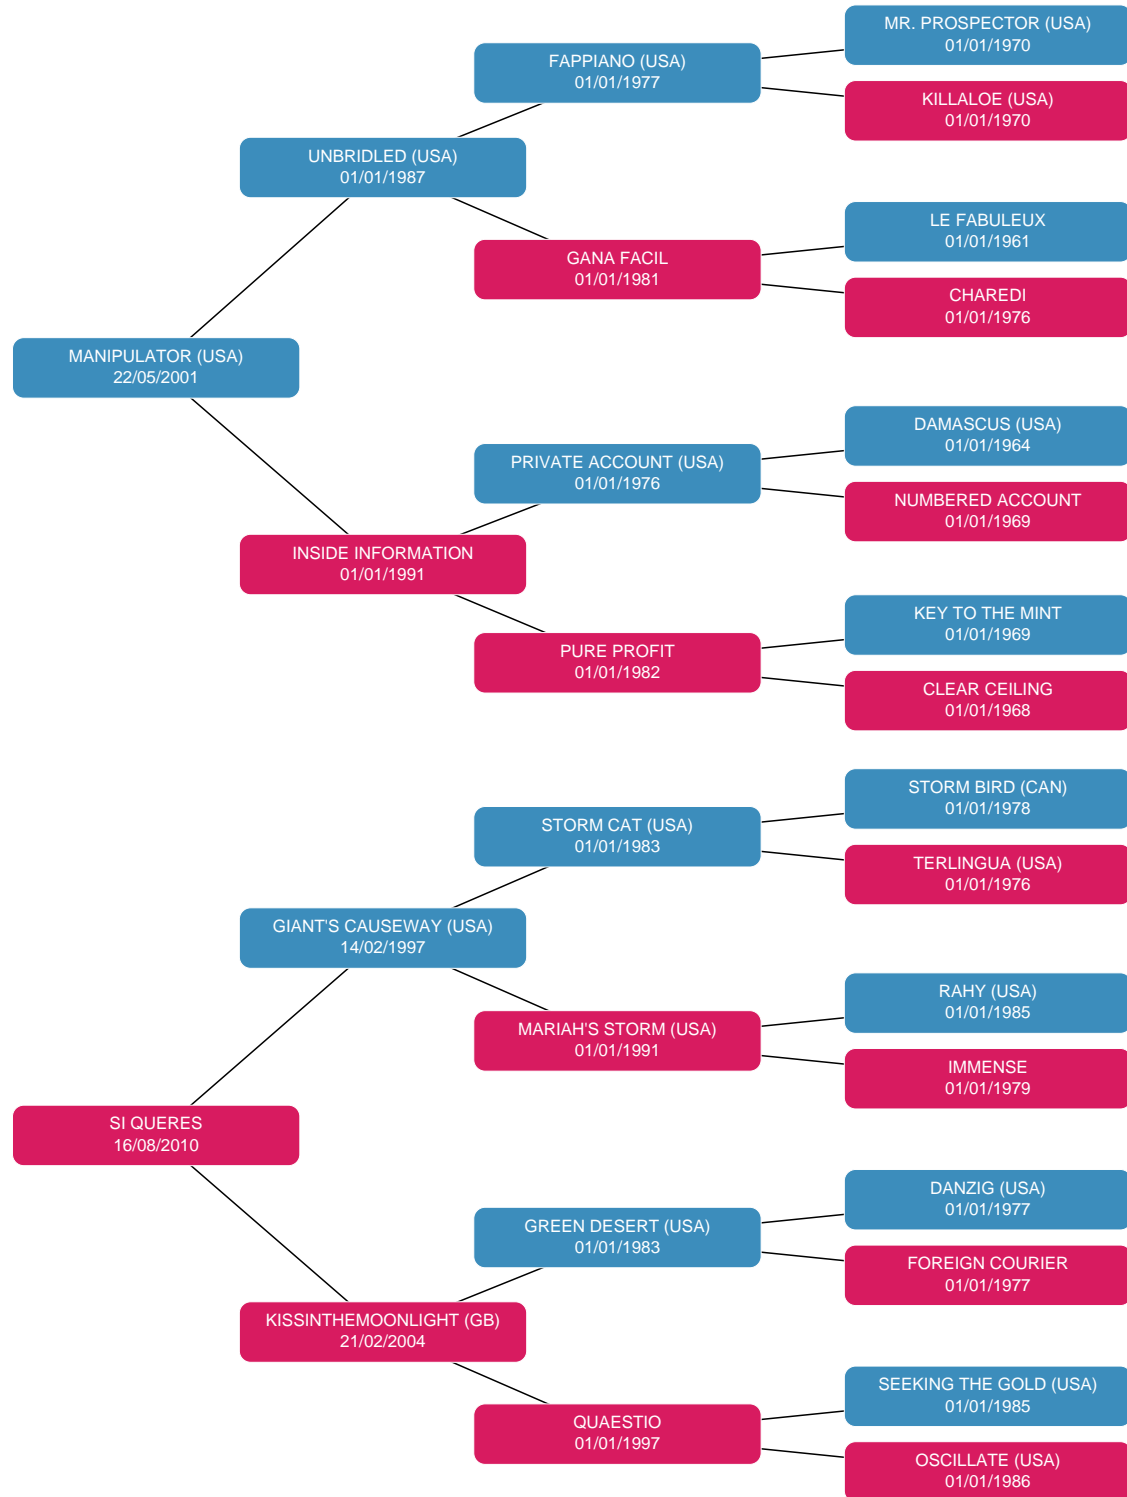 MR. PROSPECTOR (USA)
01/01/1970
FAPPIANO (USA)
01/01/1977
KILLALOE (USA)
01/01/1970
UNBRIDLED (USA)
01/01/1987
LE FABULEUX
01/01/1961
GANA FACIL
01/01/1981
CHAREDI
01/01/1976
MANIPULATOR (USA)
22/05/2001
DAMASCUS (USA)
01/01/1964
PRIVATE ACCOUNT (USA)
01/01/1976
NUMBERED ACCOUNT
01/01/1969
INSIDE INFORMATION
01/01/1991
KEY TO THE MINT
01/01/1969
PURE PROFIT
01/01/1982
CLEAR CEILING
01/01/1968
STORM BIRD (CAN)
01/01/1978
STORM CAT (USA)
01/01/1983
TERLINGUA (USA)
01/01/1976
GIANT'S CAUSEWAY (USA)
14/02/1997
RAHY (USA)
01/01/1985
MARIAH'S STORM (USA)
01/01/1991
IMMENSE
01/01/1979
SI QUERES
16/08/2010
DANZIG (USA)
01/01/1977
GREEN DESERT (USA)
01/01/1983
FOREIGN COURIER
01/01/1977
KISSINTHEMOONLIGHT (GB)
21/02/2004
SEEKING THE GOLD (USA)
01/01/1985
QUAESTIO
01/01/1997
OSCILLATE (USA)
01/01/1986